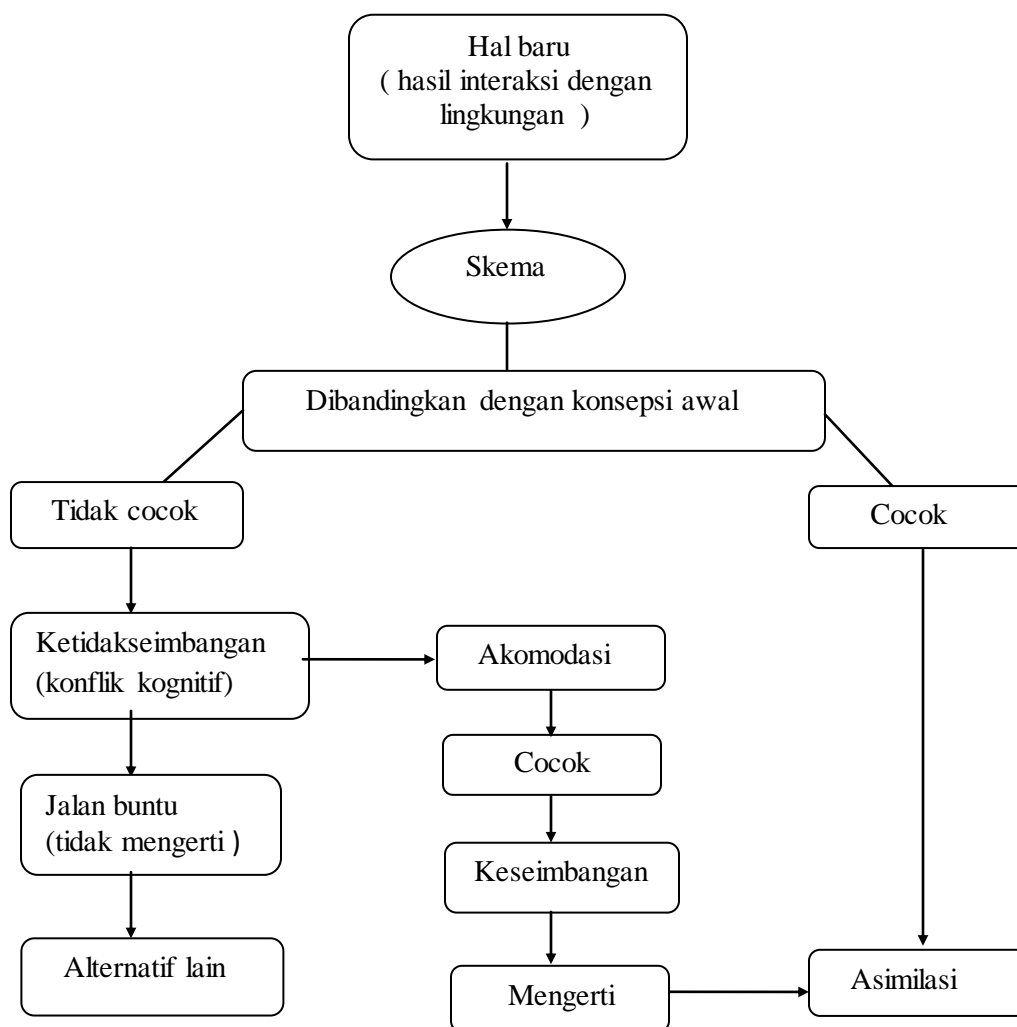 Hal baru
( hasil interaksi dengan
lingkungan )
Skema
Dibandingkan dengan konsepsi awal
Tidak cocok
Cocok
Ketidakseimbangan
(konflik kognitif)
Akomodasi
Cocok
Jalan buntu
(tidak mengerti )
Keseimbangan
Alternatif lain
Mengerti
Asimilasi